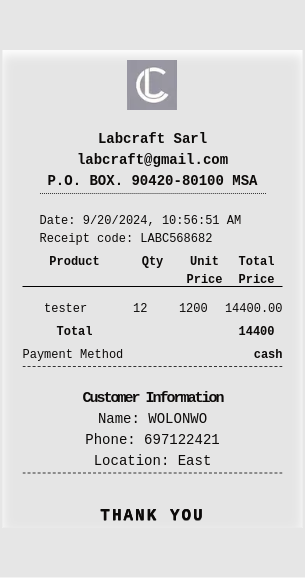 Labcraft Sarl
labcraft@gmail.com
P.O. BOX. 90420-80100 MSA
Date: 9/20/2024, 10:56:51 AM
Receipt code: LABC568682
Product Qty Unit Price Total Price
tester 12 1200 14400.00
Total 14400
Payment Method cash
Customer Information
Name: WOLONWO
Phone: 697122421
Location: East
THANK YOU